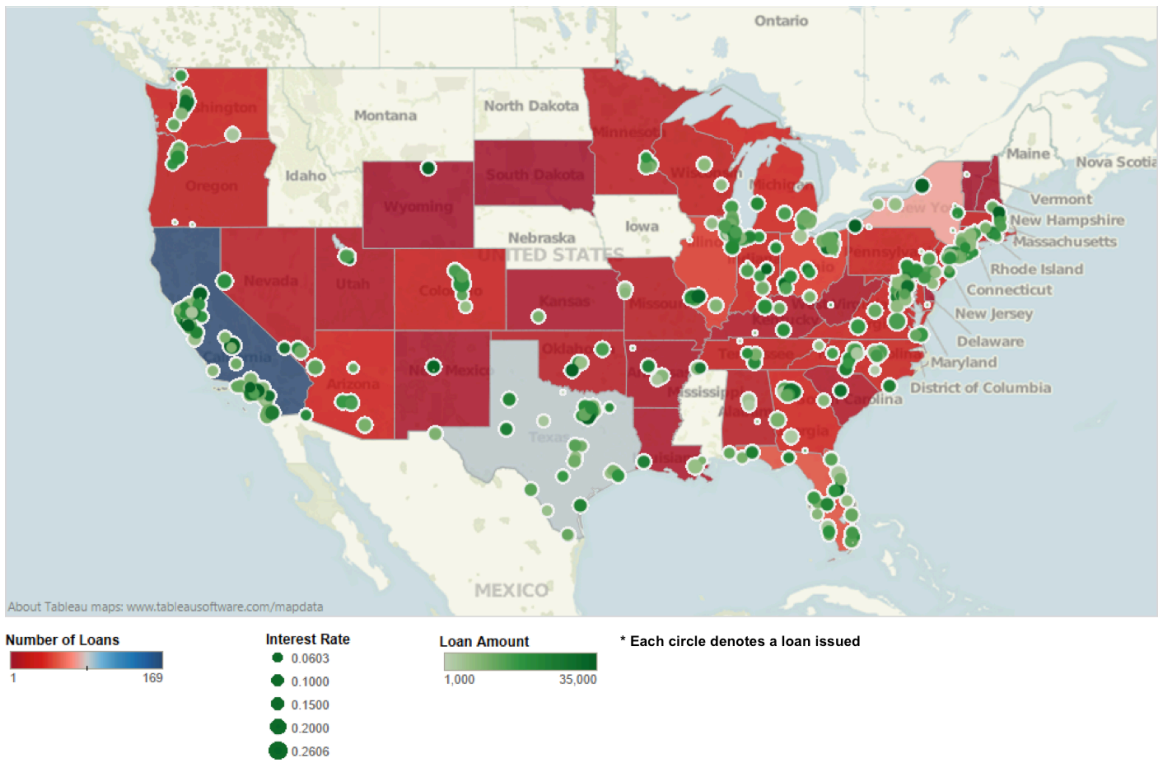 Ontario
Washington
Montana
North Dakota
Minnesota
Maine
Nova Scotia
Oregon
Idaho
Wyoming
South Dakota
Wisconsin
Michigan
New York
Vermont
New Hampshire
Massachusetts
Rhode Island
Connecticut
New Jersey
Delaware
Maryland
District of Columbia
Iowa
Nebraska
UNITED STATES
Nevada
Utah
Colorado
Kansas
Missouri
Pennsylvania
Kentucky
California
Arizona
New Mexico
Oklahoma
Arkansas
Tennessee
Mississippi
Alabama
Carolina
Georgia
Texas
Louisiana
MEXICO
About Tableau maps: www.tableausoftware.com/mapdata
Number of Loans
1 169
Interest Rate
0.0603
0.1000
0.1500
0.2000
0.2606
Loan Amount
1,000 35,000
* Each circle denotes a loan issued